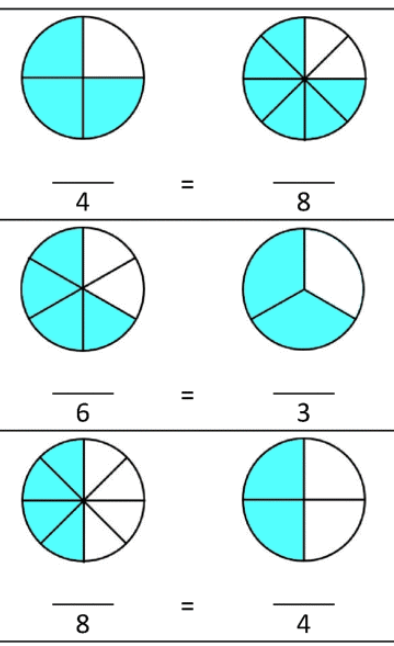 4 = 8
6 = 3
8 = 4